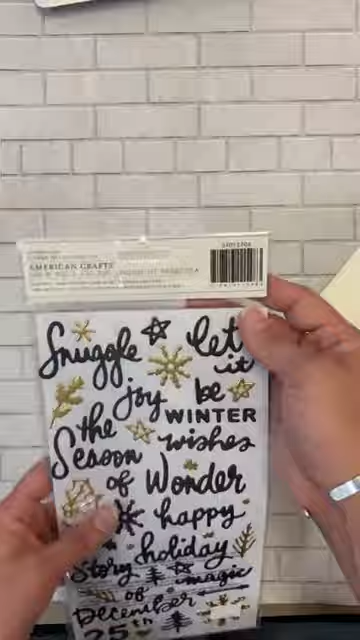 AMERICAN CRAFTS
Snuggle
let
it
joy
be
the
WINTER
Season
wishes
of Wonder
happy
Story holiday
of magic
December
25th